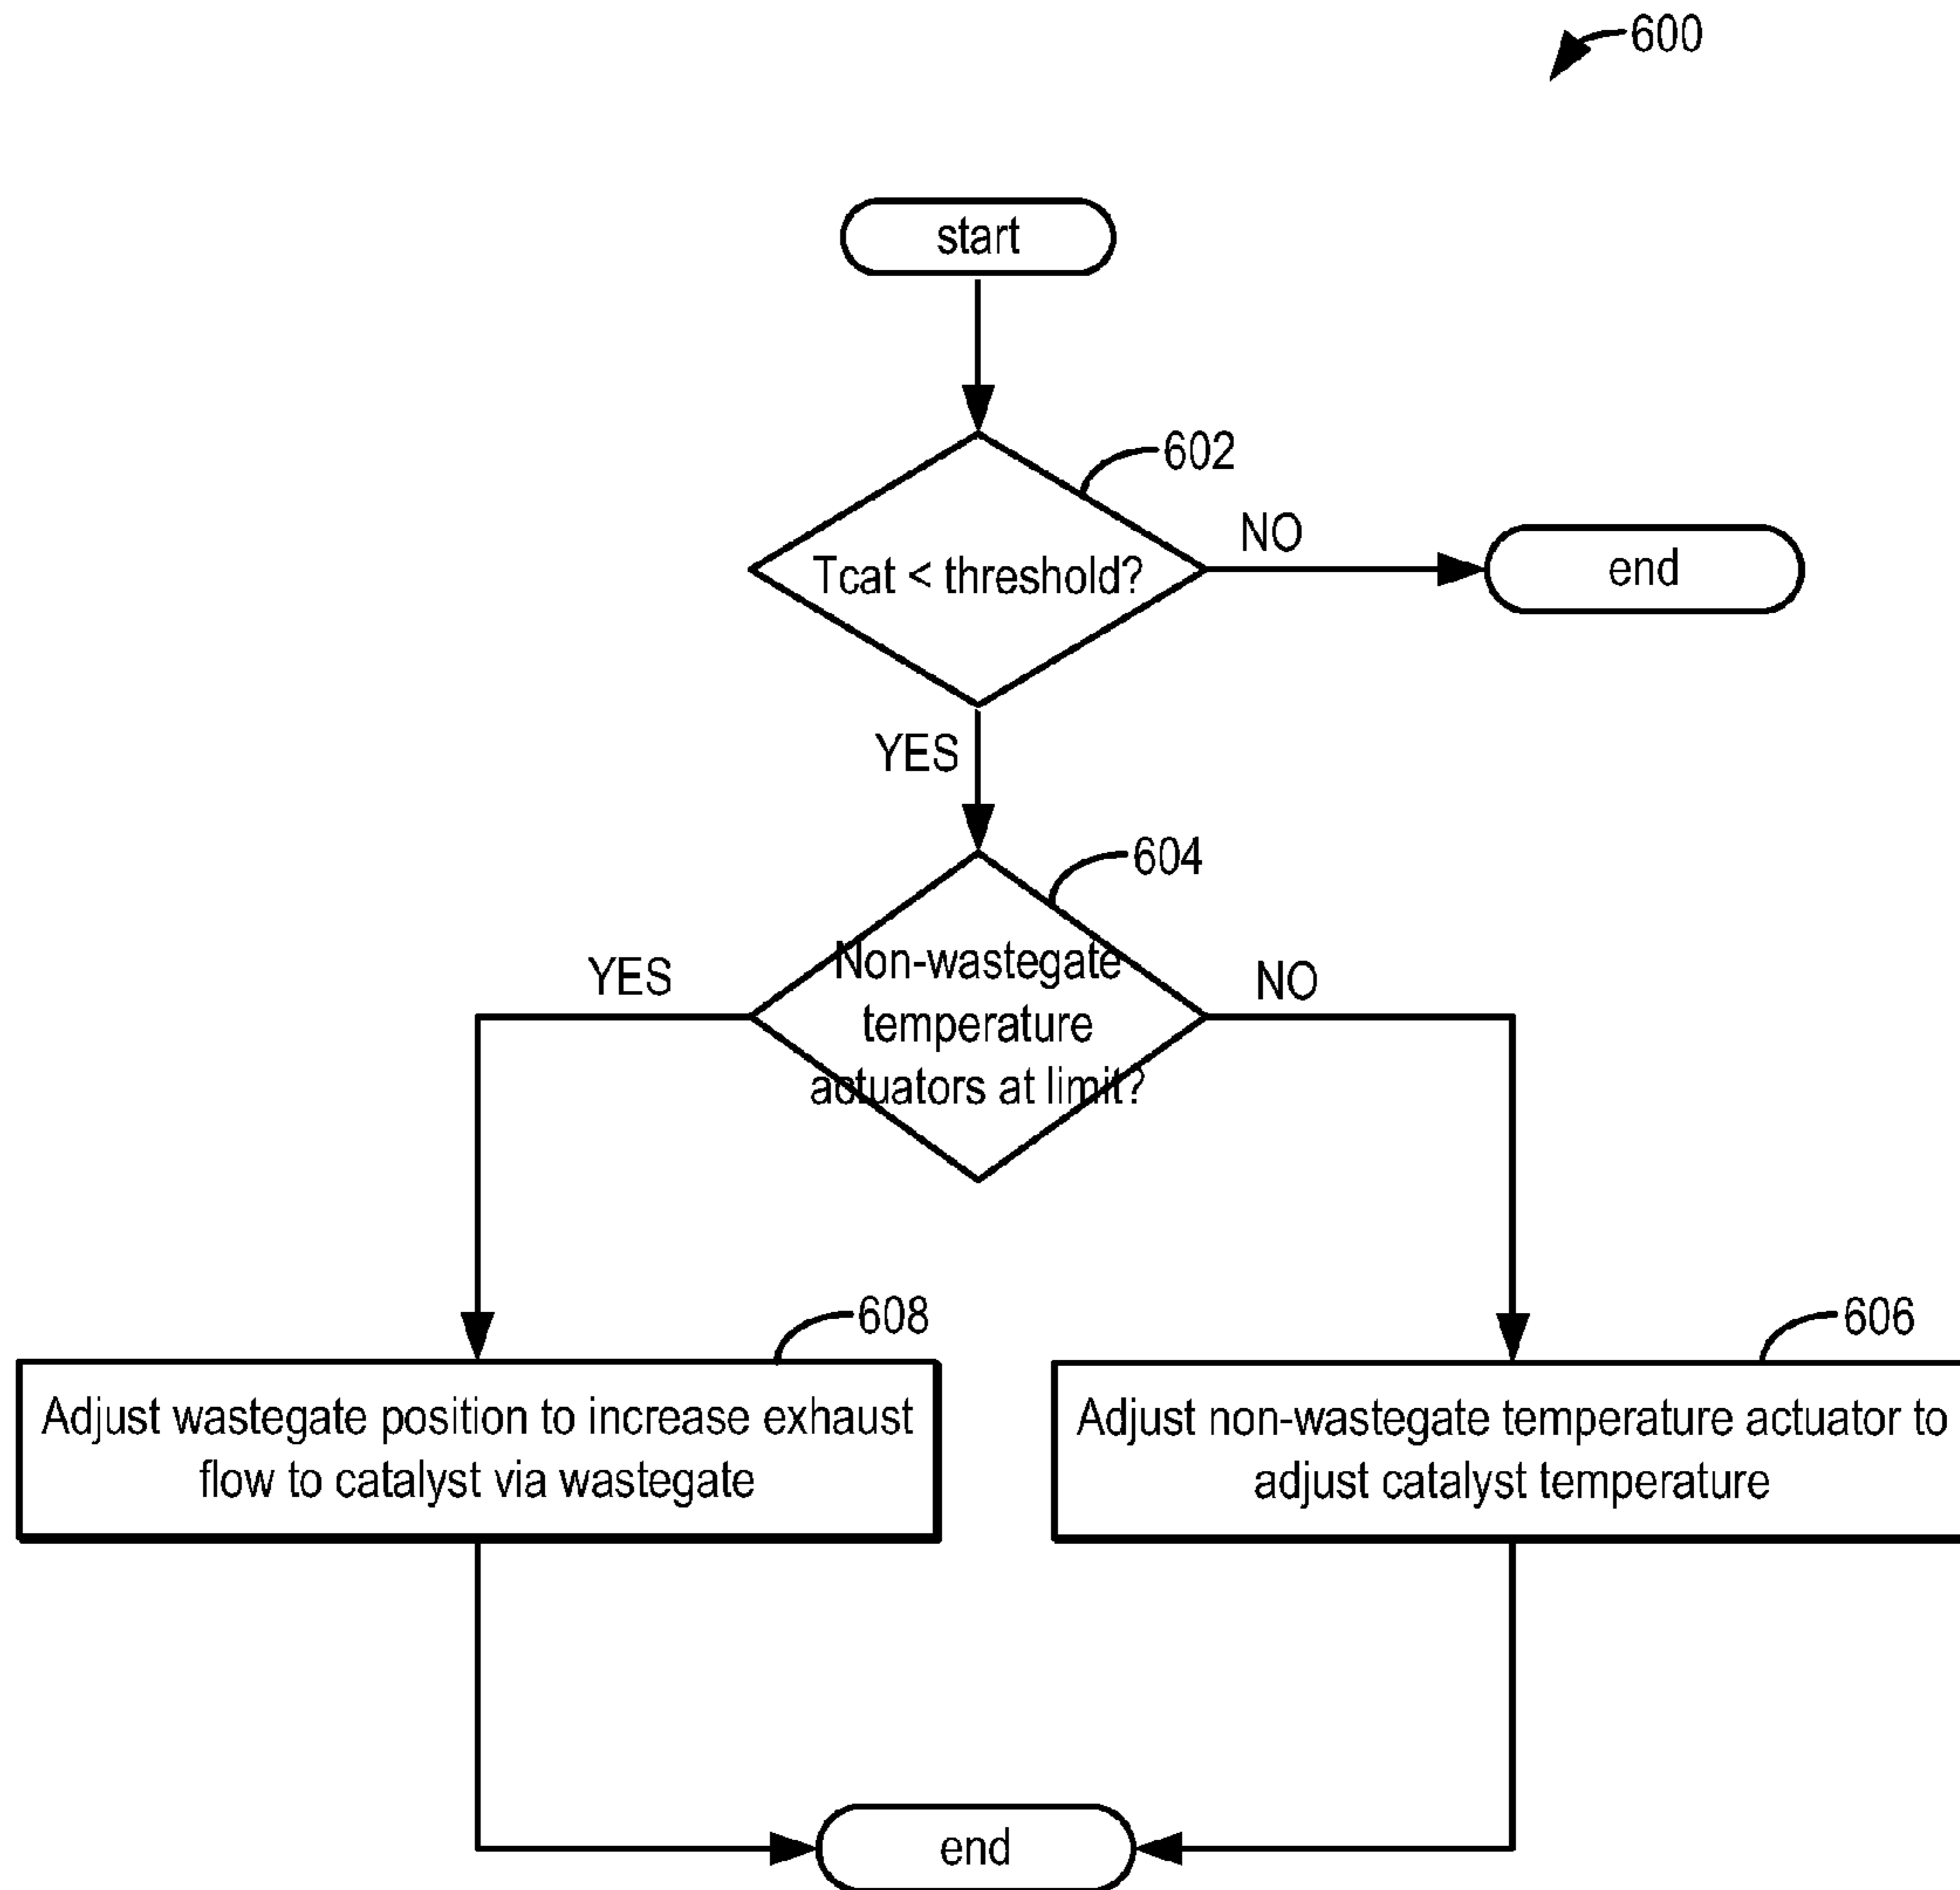 600
start
602
Tcat < threshold?
NO
end
YES
604
Non-wastegate
temperature
actuators at limit?
YES
NO
608
Adjust wastegate position to increase exhaust
flow to catalyst via wastegate
606
Adjust non-wastegate temperature actuator to
adjust catalyst temperature
end